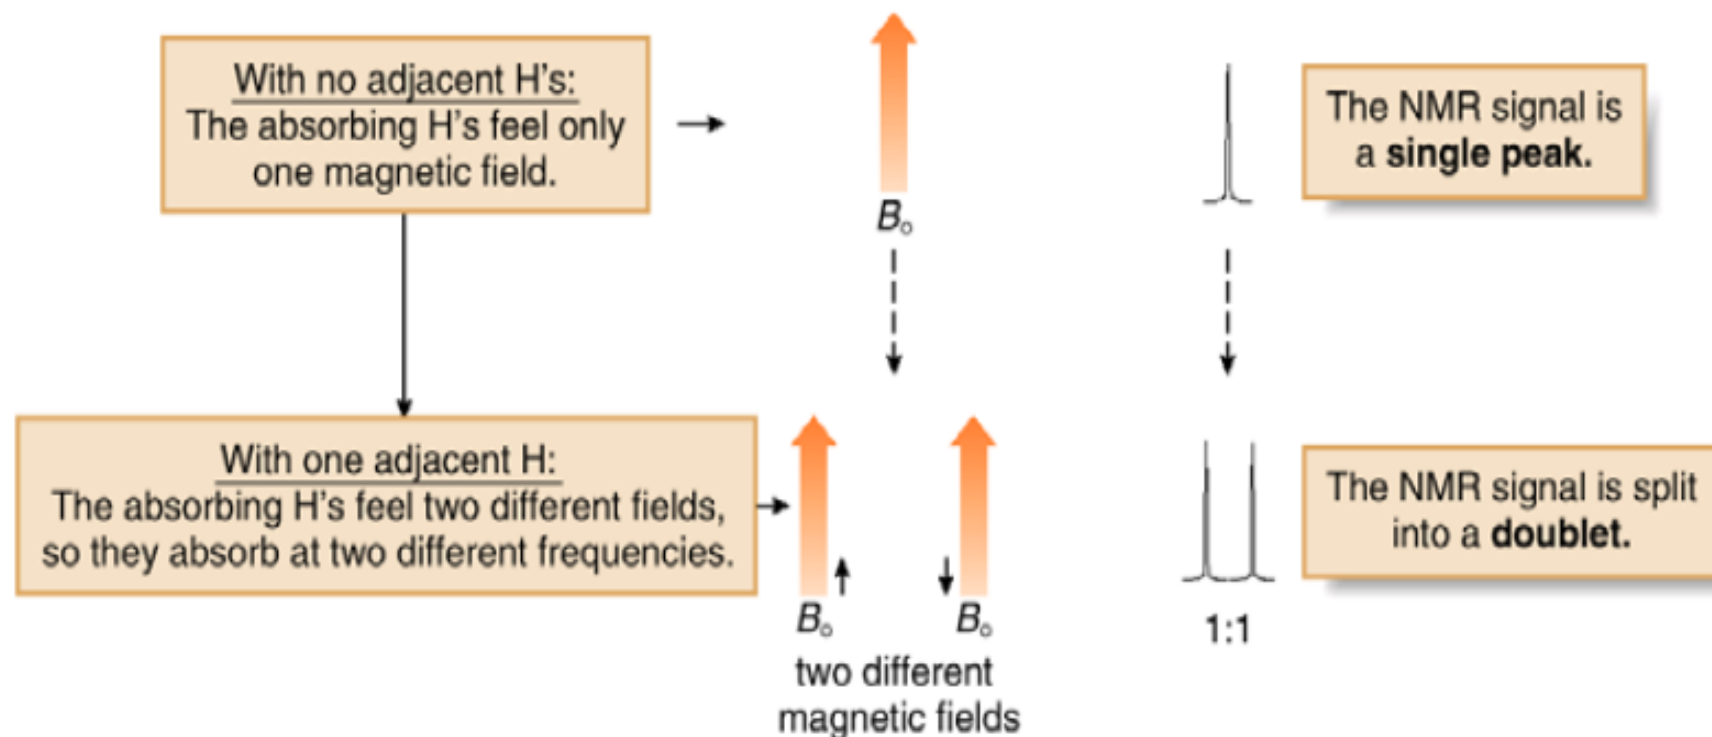 With no adjacent H's:
The absorbing H's feel only
one magnetic field.
B₀
The NMR signal is
a single peak.
With one adjacent H:
The absorbing H's feel two different fields,
so they absorb at two different frequencies.
B₀
B₀
two different
magnetic fields
1:1
The NMR signal is split
into a doublet.